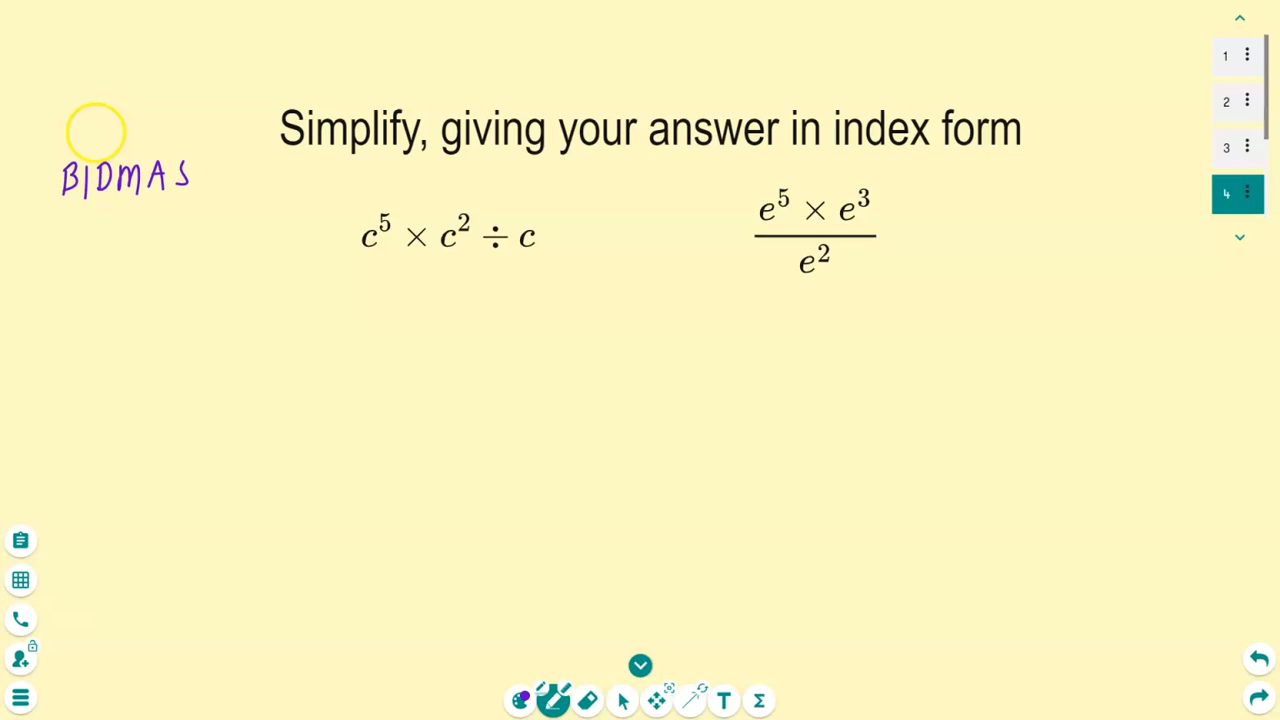 Simplify, giving your answer in index form
BIDMAS
c⁵ × c² ÷ c
e⁵ × e³
e²
1
2
3
4
T
Σ